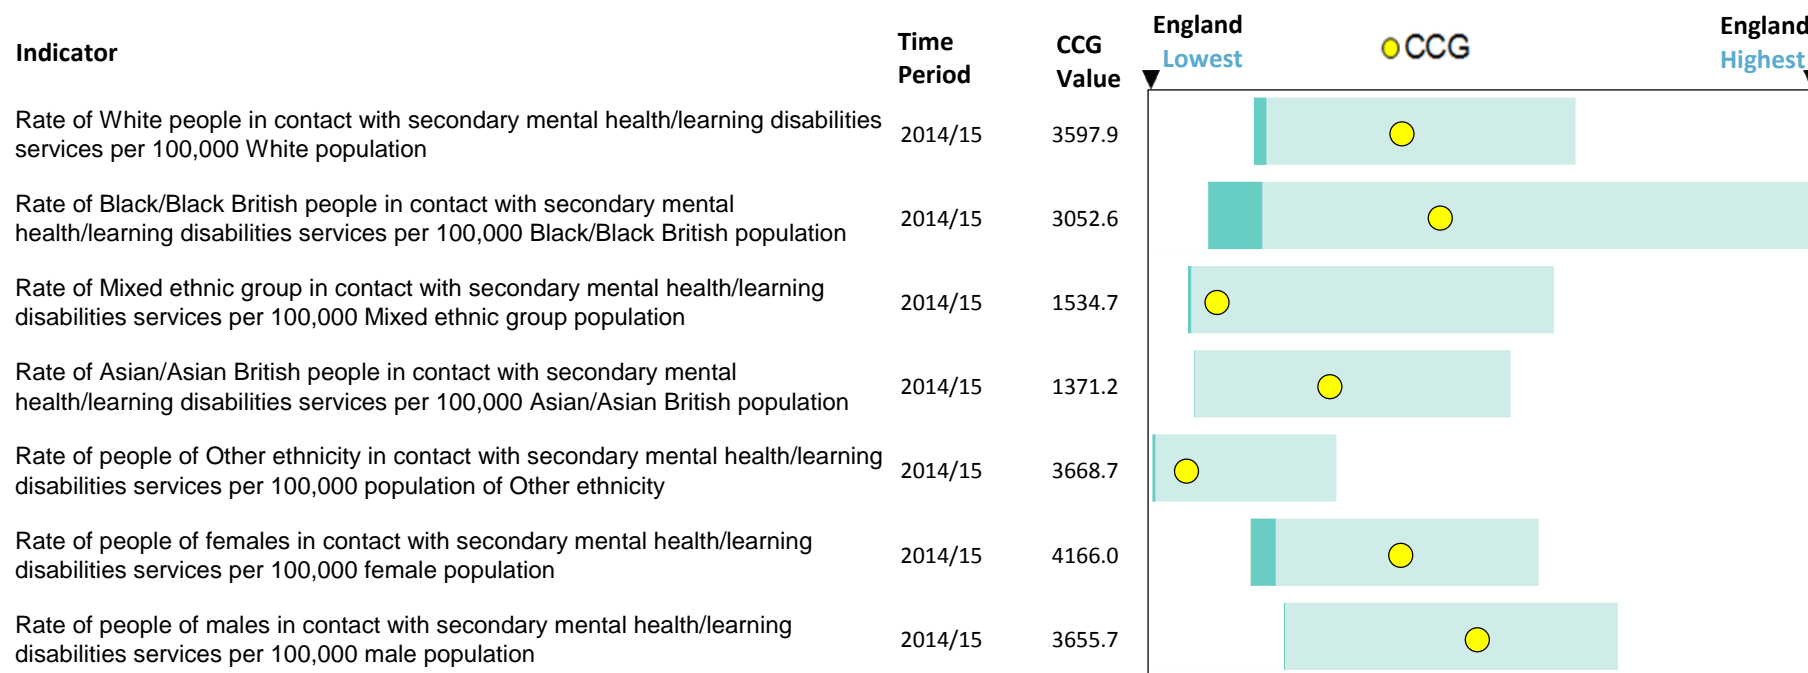 Indicator
Time
Period
CCG
Value
England
Lowest
CCG
England
Highest
Rate of White people in contact with secondary mental health/learning disabilities
services per 100,000 White population
2014/15
3597.9
Rate of Black/Black British people in contact with secondary mental
health/learning disabilities services per 100,000 Black/Black British population
2014/15
3052.6
Rate of Mixed ethnic group in contact with secondary mental health/learning
disabilities services per 100,000 Mixed ethnic group population
2014/15
1534.7
Rate of Asian/Asian British people in contact with secondary mental
health/learning disabilities services per 100,000 Asian/Asian British population
2014/15
1371.2
Rate of people of Other ethnicity in contact with secondary mental health/learning
disabilities services per 100,000 population of Other ethnicity
2014/15
3668.7
Rate of people of females in contact with secondary mental health/learning
disabilities services per 100,000 female population
2014/15
4166.0
Rate of people of males in contact with secondary mental health/learning
disabilities services per 100,000 male population
2014/15
3655.7